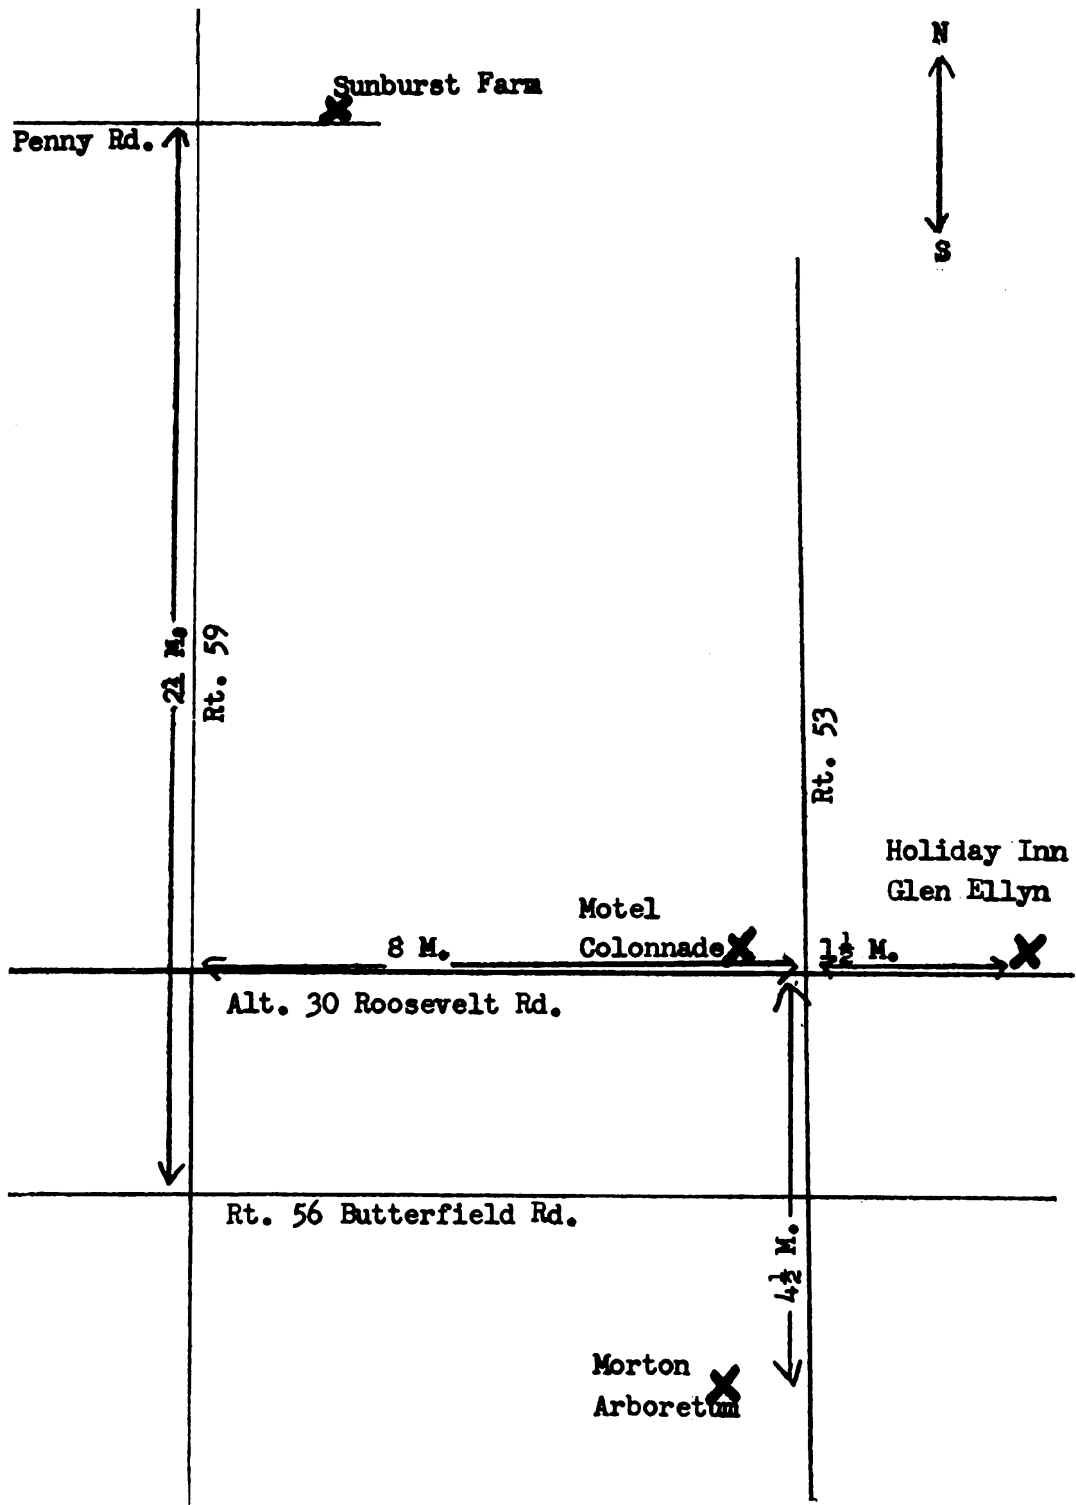 N
Sunburst Farm
Penny Rd.
S
M.
Rt. 59
Rt. 53
Holiday Inn
Glen Ellyn
Motel
Colonnade
8 M.
1½ M.
Alt. 30 Roosevelt Rd.
Rt. 56 Butterfield Rd.
4½ M.
Morton
Arboretum